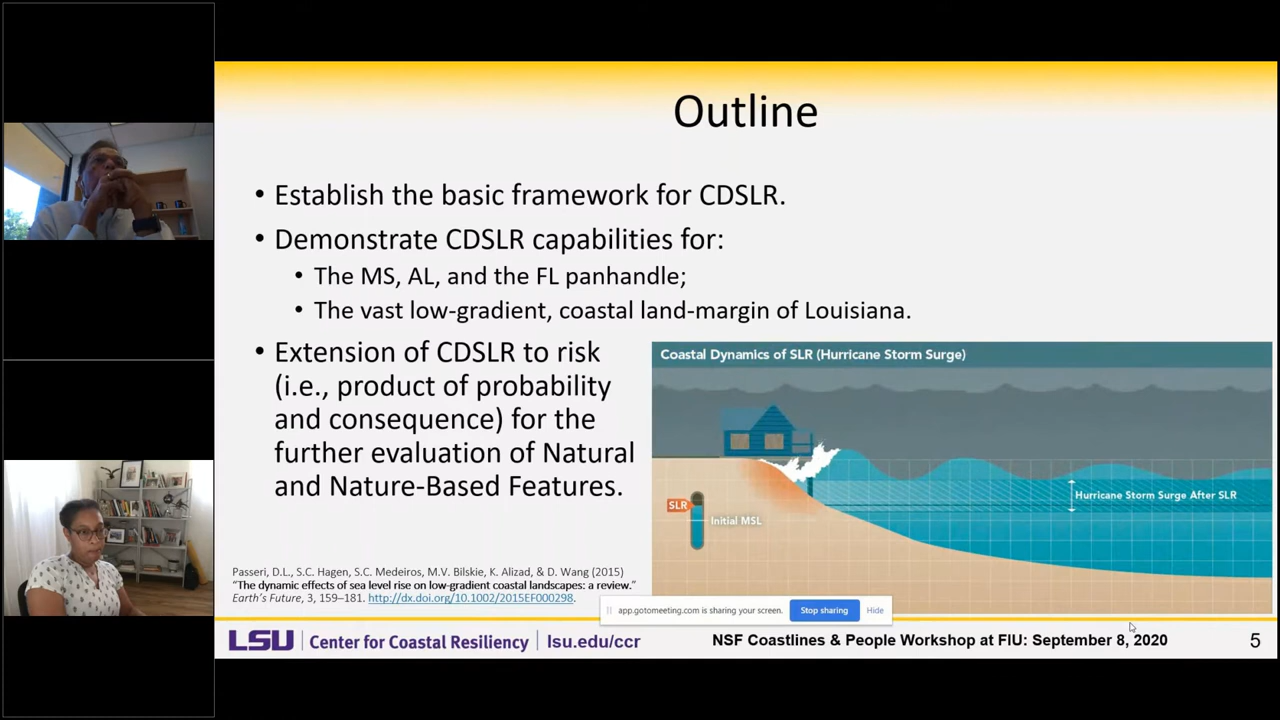 Outline
• Establish the basic framework for CDSLR.
• Demonstrate CDSLR capabilities for:
• The MS, AL, and the FL panhandle;
• The vast low-gradient, coastal land-margin of Louisiana.
• Extension of CDSLR to risk
(i.e., product of probability
and consequence) for the
further evaluation of Natural
and Nature-Based Features.
Coastal Dynamics of SLR (Hurricane Storm Surge)
Hurricane Storm Surge After SLR
SLR
Initial MSL
Passeri, D.L., S.C. Hagen, S.C. Medeiros, M.V. Bilskie, K. Alizad, & D. Wang (2015)
"The dynamic effects of sea level rise on low-gradient coastal landscapes: a review."
Earth's Future, 3, 159–181. http://dx.doi.org/10.1002/2015EF000298.
app.gotomeeting.com is sharing your screen. Stop sharing Hide
LSU Center for Coastal Resiliency lsu.edu/ccr NSF Coastlines & People Workshop at FIU: September 8, 2020 5